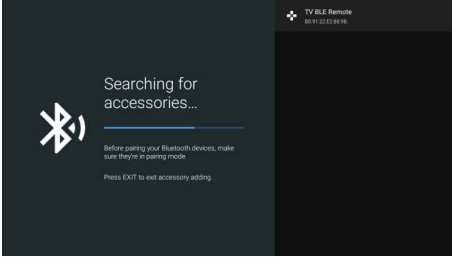 Searching for
accessories...
Before pairing your Bluetooth devices, make
sure they're in pairing mode
Press EXIT to exit accessory adding.
TV BLE Remote